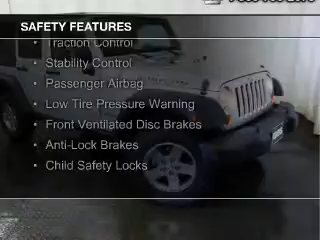 SAFETY FEATURES
• Traction Control
• Stability Control
• Passenger Airbag
• Low Tire Pressure Warning
• Front Ventilated Disc Brakes
• Anti-Lock Brakes
• Child Safety Locks